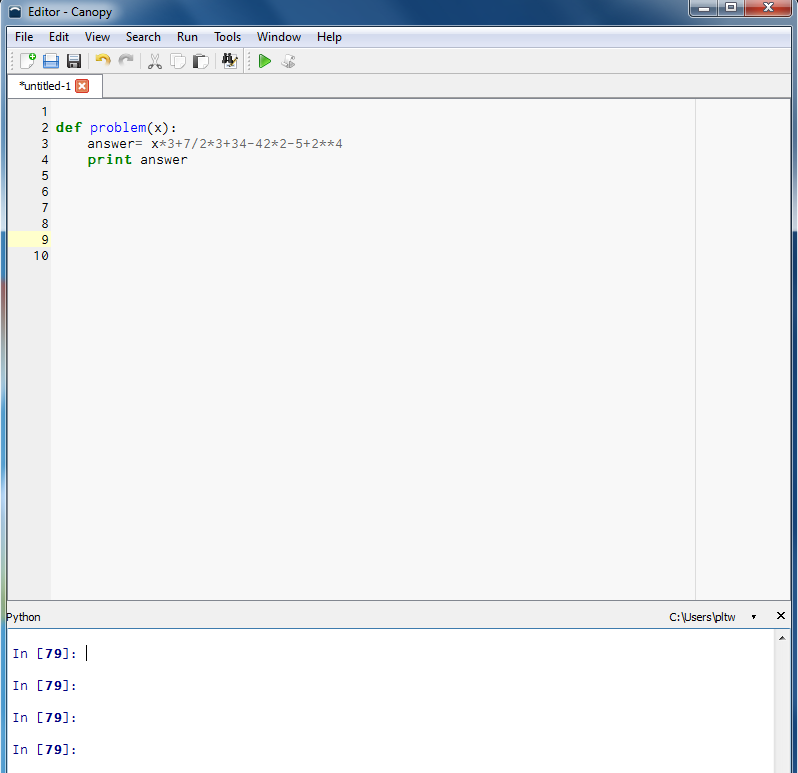 Editor - Canopy
File Edit View Search Run Tools Window Help
*untitled-1
1
2 def problem(x):
3     answer= x*3+7/2*3+34-42*2-5+2**4
4     print answer
5
6
7
8
9
10
Python C:\Users\pltw
In [79]:
In [79]:
In [79]:
In [79]: